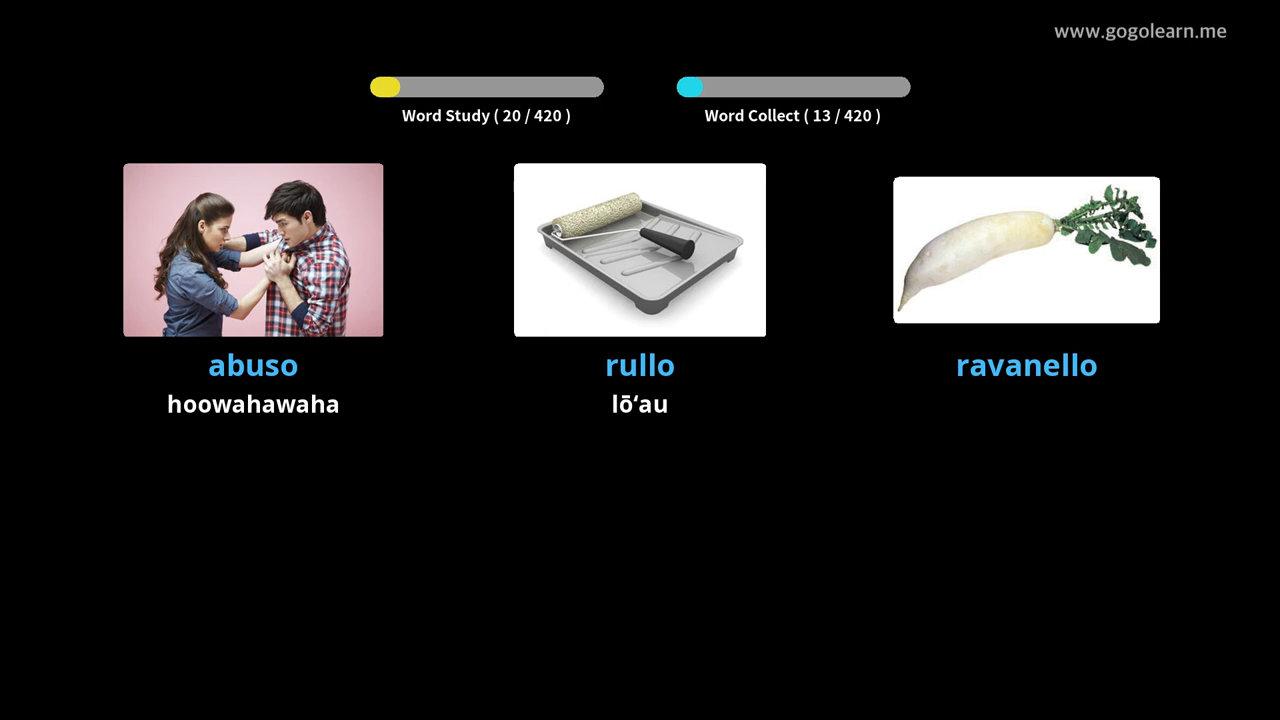 www.gogolearn.me
Word Study ( 20 / 420 )
Word Collect ( 13 / 420 )
abuso
rullo
ravanello
hoowahawaha
lōʻau